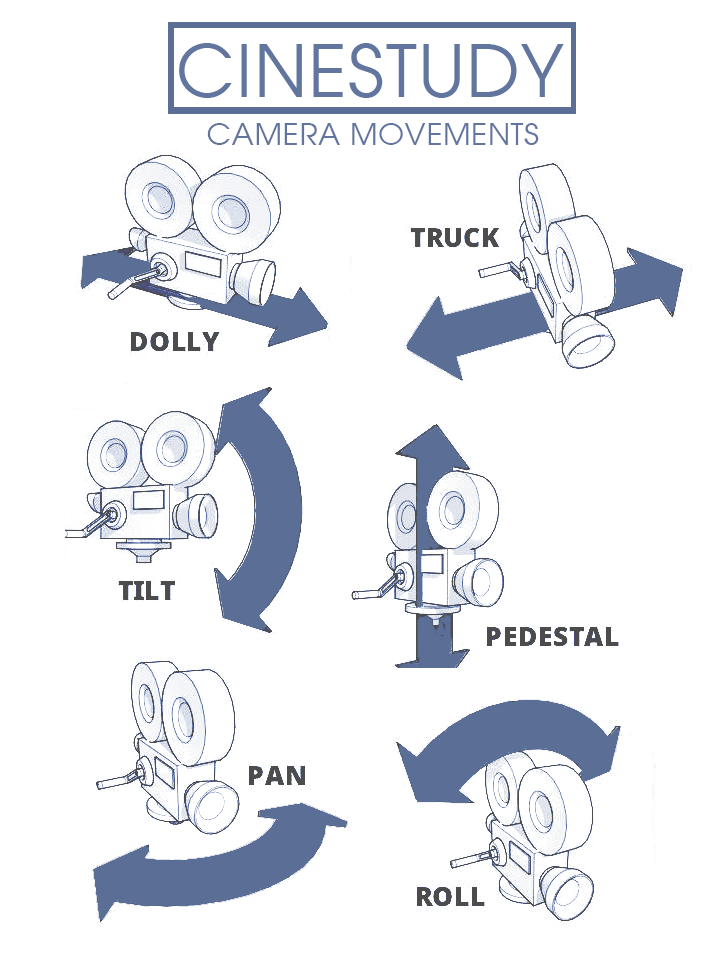 CINESTUDY
CAMERA MOVEMENTS
TRUCK
DOLLY
TILT
PEDESTAL
PAN
ROLL